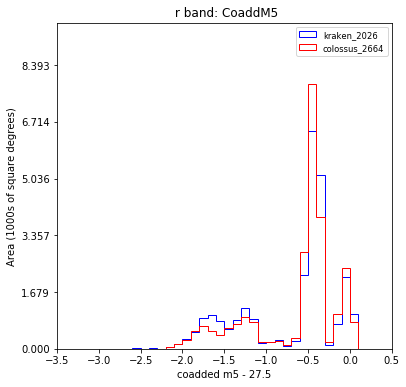 r band: CoaddM5
kraken_2026
colossus_2664
8.393
6.714
5.036
3.357
1.679
0.000
Area (1000s of square degrees)
−3.5 −3.0 −2.5 −2.0 −1.5 −1.0 −0.5 0.0 0.5
coadded m5 - 27.5